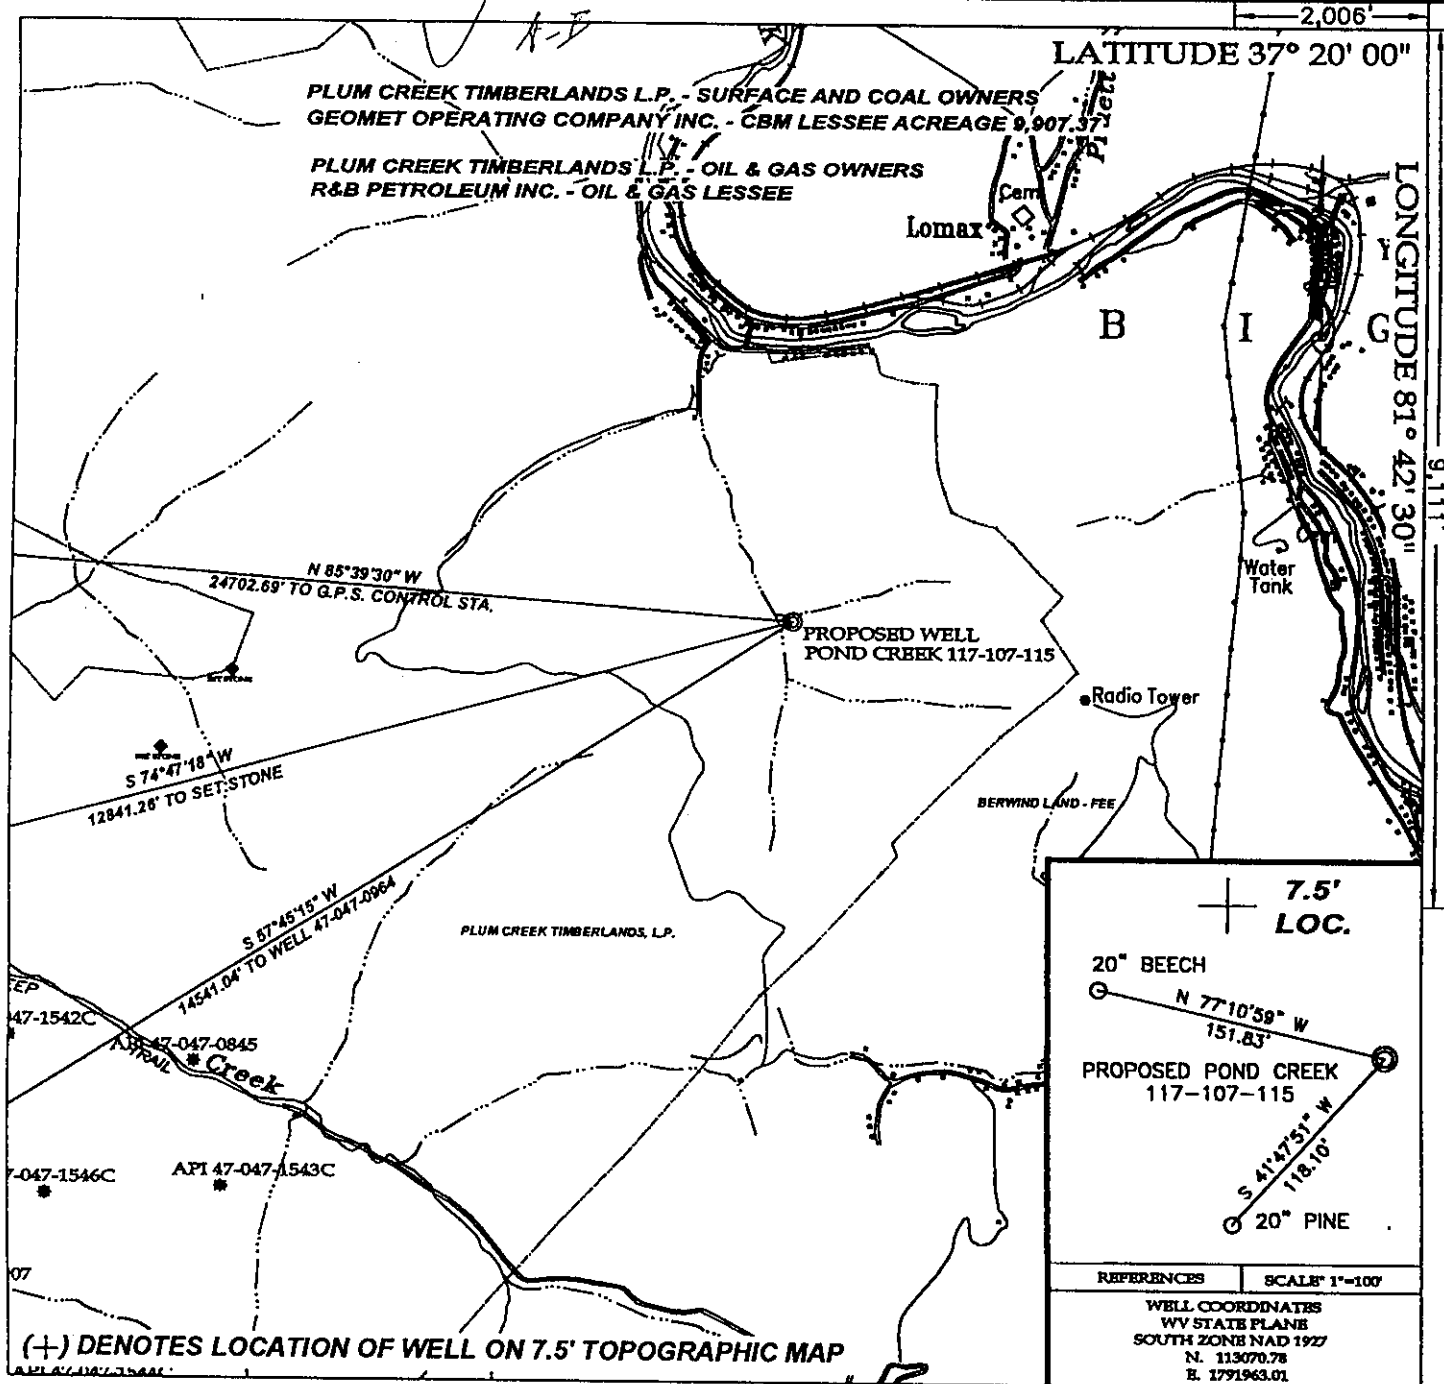 2,006'
A-D
LATITUDE 37° 20' 00"
PLUM CREEK TIMBERLANDS L.P. - SURFACE AND COAL OWNERS
GEOMET OPERATING COMPANY INC. - CBM LESSEE ACREAGE 9,907.37
PLUM CREEK TIMBERLANDS L.P. - OIL & GAS OWNERS
R&B PETROLEUM INC. - OIL & GAS LESSEE
LONGITUDE 81° 42' 30"
9,111'
Cem
Lomax
Y
B I G
N 85°39'30" W
24702.69' TO G.P.S. CONTROL STA.
Water
Tank
PROPOSED WELL
POND CREEK 117-107-115
Radio Tower
S 74°47'18" W
12841.26' TO SET STONE
BERWIND LAND - FEE
S 57°45'15" W
14541.04' TO WELL 47-047-0964
PLUM CREEK TIMBERLANDS, L.P.
7.5'
LOC.
20" BEECH
N 77°10'59" W
151.83'
PROPOSED POND CREEK
117-107-115
S 41°47'51" W
118.10'
20" PINE
EEP
47-1542C
API 47-047-0845
TRAIL
Creek
7-047-1546C
API 47-047-1543C
07
REFERENCES
SCALE" 1"=100'
WELL COORDINATES
WV STATE PLANE
SOUTH ZONE NAD 1927
N. 113070.78
E. 1791963.01
(+) DENOTES LOCATION OF WELL ON 7.5' TOPOGRAPHIC MAP